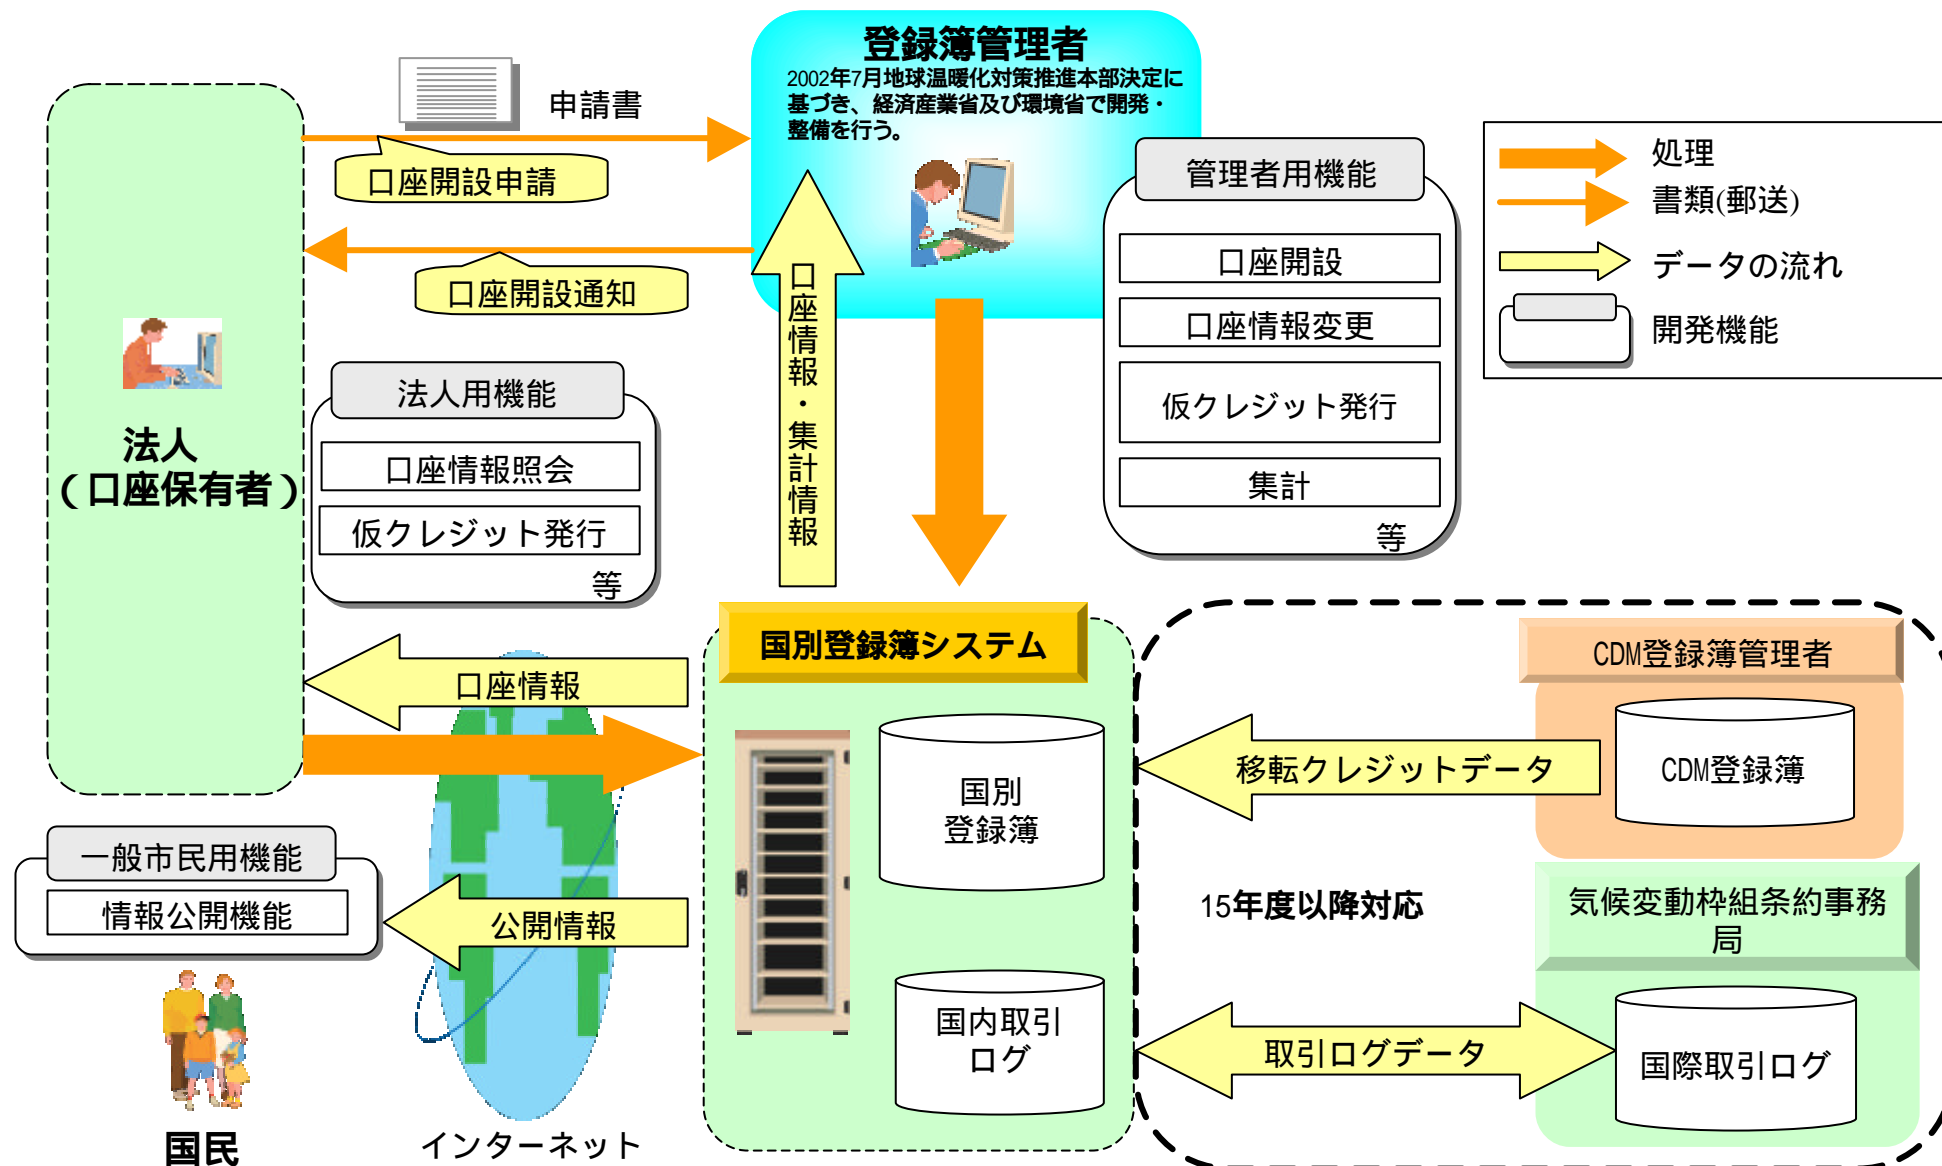 登録簿管理者
2002年7月地球温暖化対策推進本部決定に
基づき、経済産業省及び環境省で開発・
整備を行う。
申請書
口座開設申請
口座開設通知
法人
(口座保有者)
法人用機能
口座情報照会
仮クレジット発行
等
口座情報・集計情報
管理者用機能
口座開設
口座情報変更
仮クレジット発行
集計
等
処理
書類(郵送)
データの流れ
開発機能
国別登録簿システム
口座情報
国別
登録簿
国内取引
ログ
移転クレジットデータ
CDM登録簿管理者
CDM登録簿
15年度以降対応
気候変動枠組条約事務
局
取引ログデータ
国際取引ログ
一般市民用機能
情報公開機能
公開情報
国民
インターネット